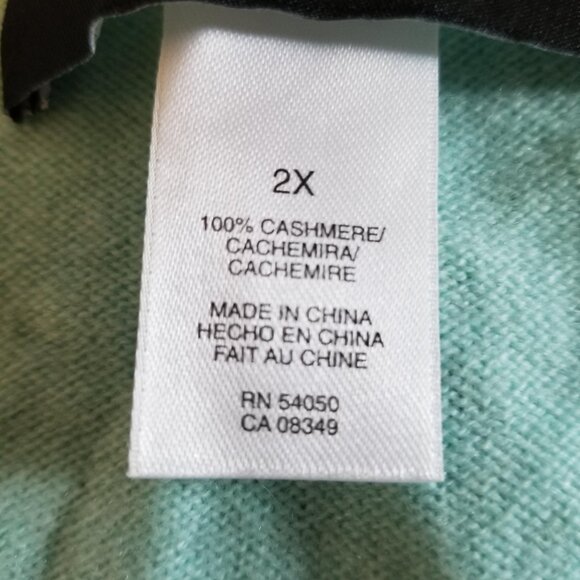 2X
100% CASHMERE/
CACHEMIRA/
CACHEMIRE
MADE IN CHINA
HECHO EN CHINA
FAIT AU CHINE
RN 54050
CA 08349